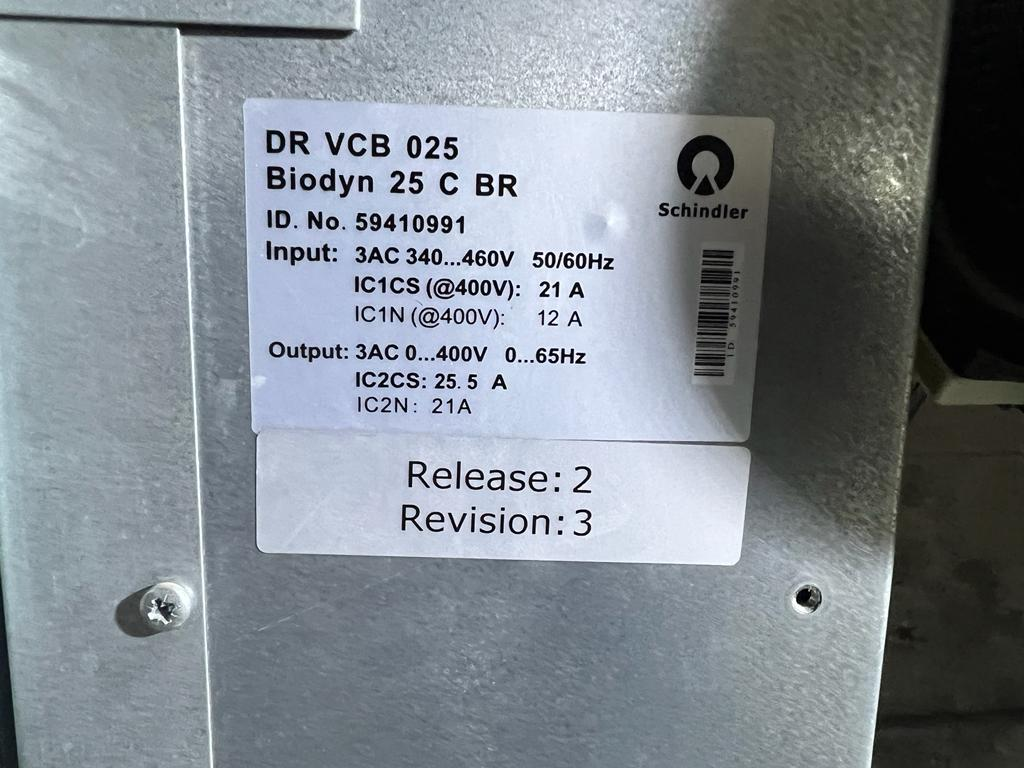 DR VCB 025
Biodyn 25 C BR
ID. No. 59410991
Input: 3AC 340...460V 50/60Hz
IC1CS (@400V): 21 A
IC1N (@400V): 12 A
Output: 3AC 0...400V 0...65Hz
IC2CS: 25.5 A
IC2N: 21A
Schindler
ID 59410991
Release: 2
Revision: 3